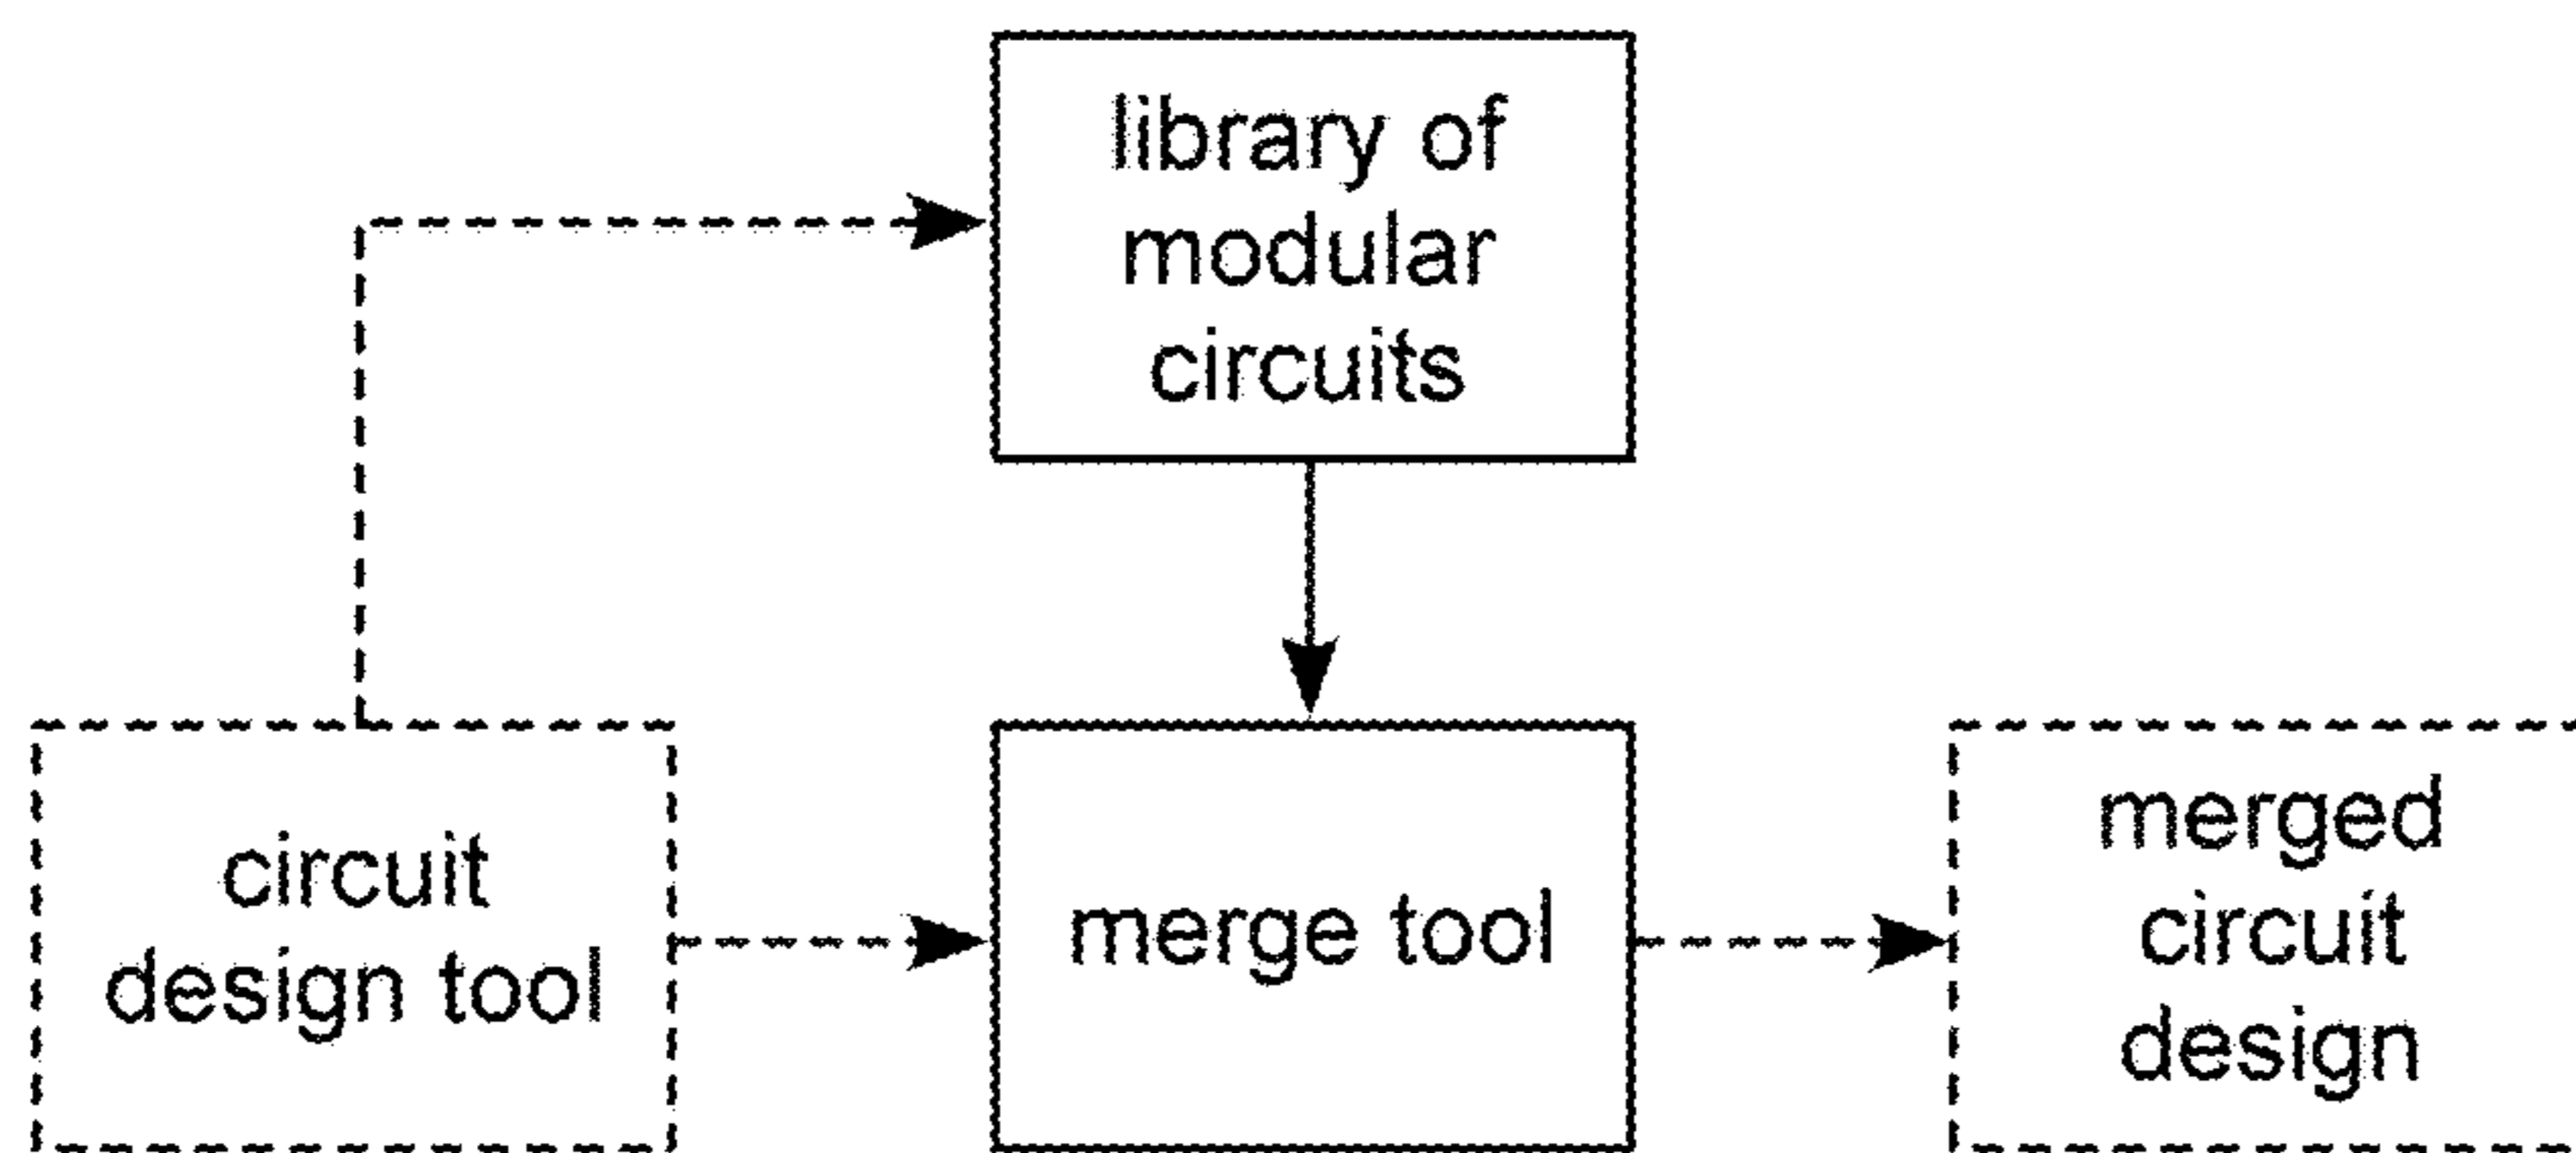 library of
modular
circuits
circuit
design tool
merge tool
merged
circuit
design